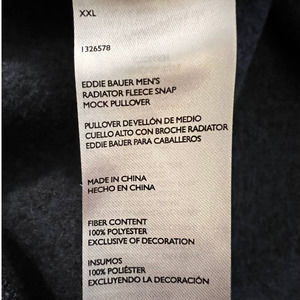 XXL
1326578
EDDIE BAUER MEN'S
RADIATOR FLEECE SNAP
MOCK PULLOVER
PULLOVER DE VELLÓN DE MEDIO
CUELLO ALTO CON BROCHE RADIATOR
EDDIE BAUER PARA CABALLEROS
MADE IN CHINA
HECHO EN CHINA
FIBER CONTENT
100% POLYESTER
EXCLUSIVE OF DECORATION
INSUMOS
100% POLIÉSTER
EXCLUYENDO LA DECORACIÓN